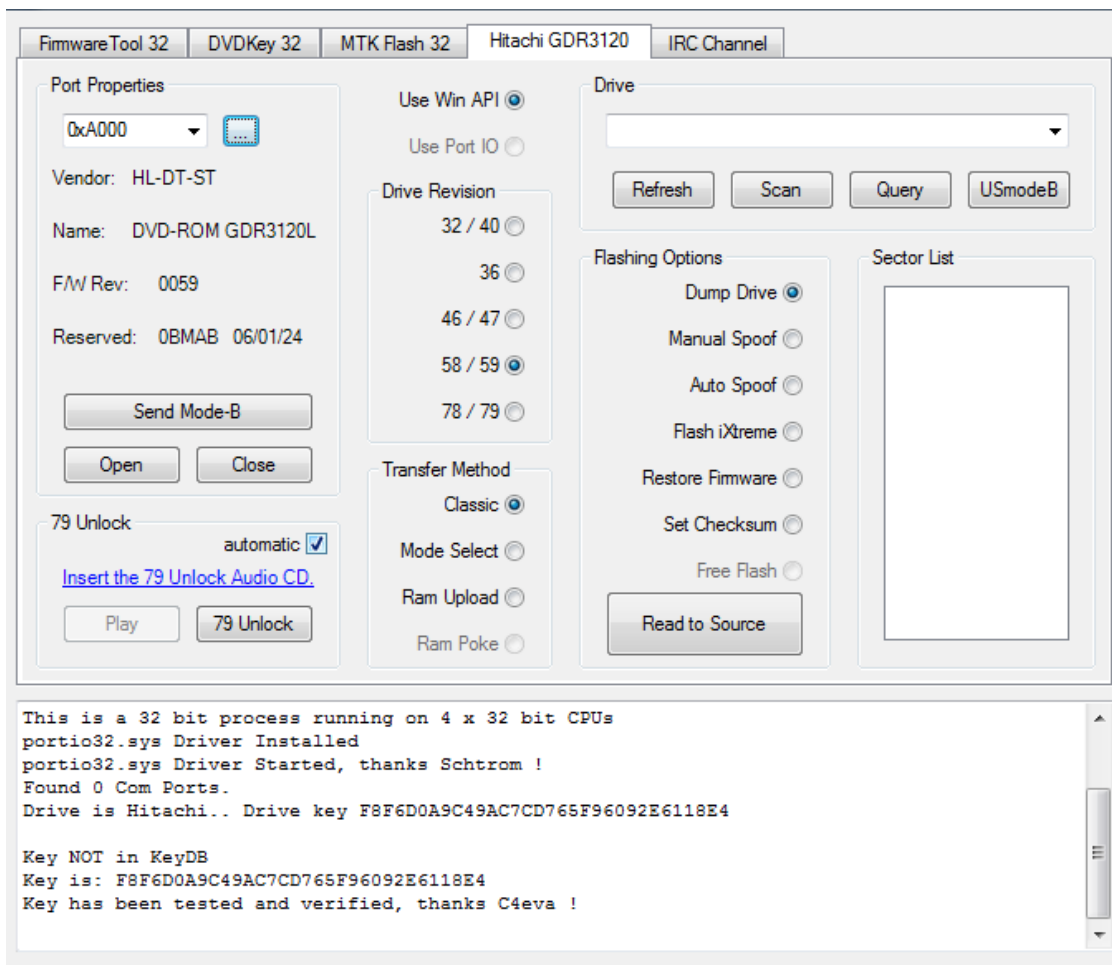 FirmwareTool 32 DVDKey 32 MTK Flash 32 Hitachi GDR3120 IRC Channel
Port Properties
0xA000 ...
Vendor: HL-DT-ST
Name: DVD-ROM GDR3120L
F/W Rev: 0059
Reserved: 0BMAB 06/01/24
Send Mode-B
Open Close
79 Unlock
automatic
Insert the 79 Unlock Audio CD.
Play 79 Unlock
Use Win API
Use Port IO
Drive Revision
32 / 40
36
46 / 47
58 / 59
78 / 79
Transfer Method
Classic
Mode Select
Ram Upload
Ram Poke
Drive
Refresh Scan Query USmodeB
Flashing Options
Dump Drive
Manual Spoof
Auto Spoof
Flash iXtreme
Restore Firmware
Set Checksum
Free Flash
Read to Source
Sector List
This is a 32 bit process running on 4 x 32 bit CPUs
portio32.sys Driver Installed
portio32.sys Driver Started, thanks Schtrom !
Found 0 Com Ports.
Drive is Hitachi.. Drive key F8F6D0A9C49AC7CD765F96092E6118E4
Key NOT in KeyDB
Key is: F8F6D0A9C49AC7CD765F96092E6118E4
Key has been tested and verified, thanks C4eva !